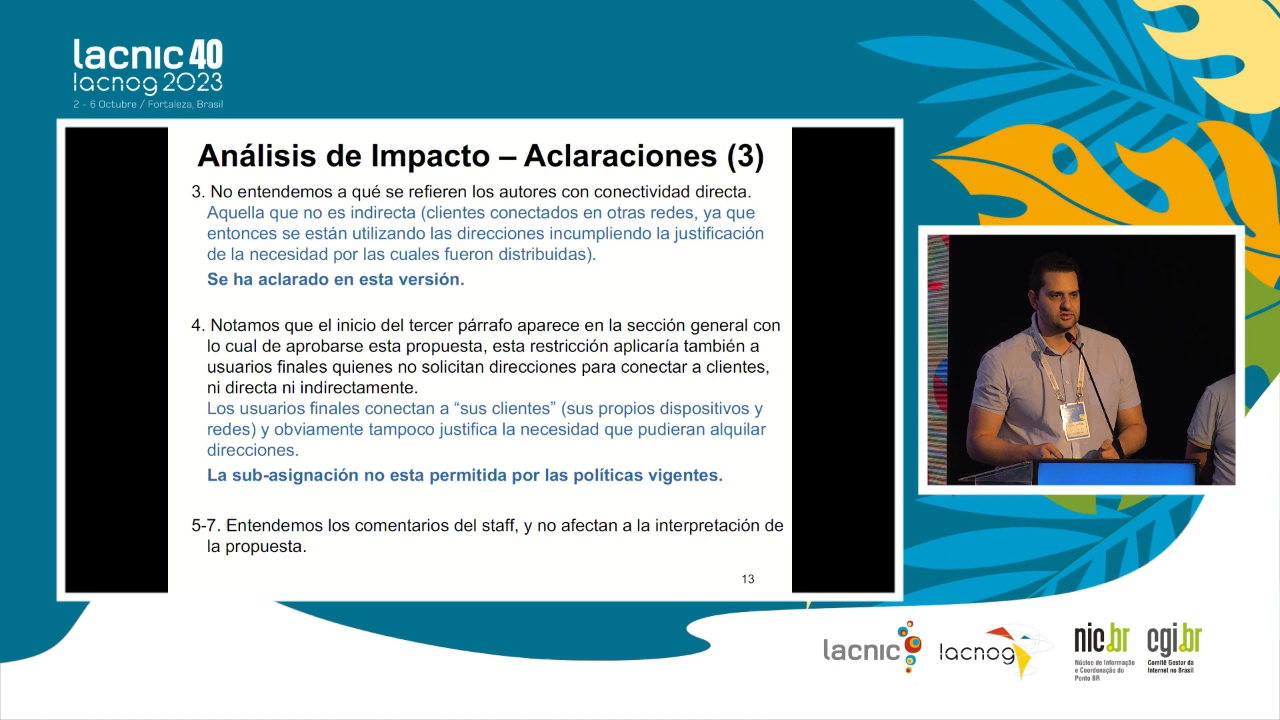 lacnic 40
lacnog 2023
2 - 6 Octubre / Fortaleza, Brasil
Análisis de Impacto – Aclaraciones (3)
3. No entendemos a qué se refieren los autores con conectividad directa.
Aquella que no es indirecta (clientes conectados en otras redes, ya que
entonces se están utilizando las direcciones incumpliendo la justificación
de la necesidad por las cuales fueron distribuidas).
Se ha aclarado en esta versión.
4. Notamos que el inicio del tercer párrafo aparece en la sección general con
lo cual de aprobarse esta propuesta, esta restricción aplicaría también a
usuarios finales quienes no solicitan direcciones para conectar a clientes,
ni directa ni indirectamente.
Los usuarios finales conectan a “sus clientes” (sus propios dispositivos y
redes) y obviamente tampoco justifica la necesidad que pudieran alquilar
direcciones.
La sub-asignación no esta permitida por las políticas vigentes.
5-7. Entendemos los comentarios del staff, y no afectan a la interpretación de
la propuesta.
13
lacnic
lacnog
nic.br
Núcleo de Informação
e Coordenação do
Ponto BR
cgi.br
Comitê Gestor da
Internet no Brasil